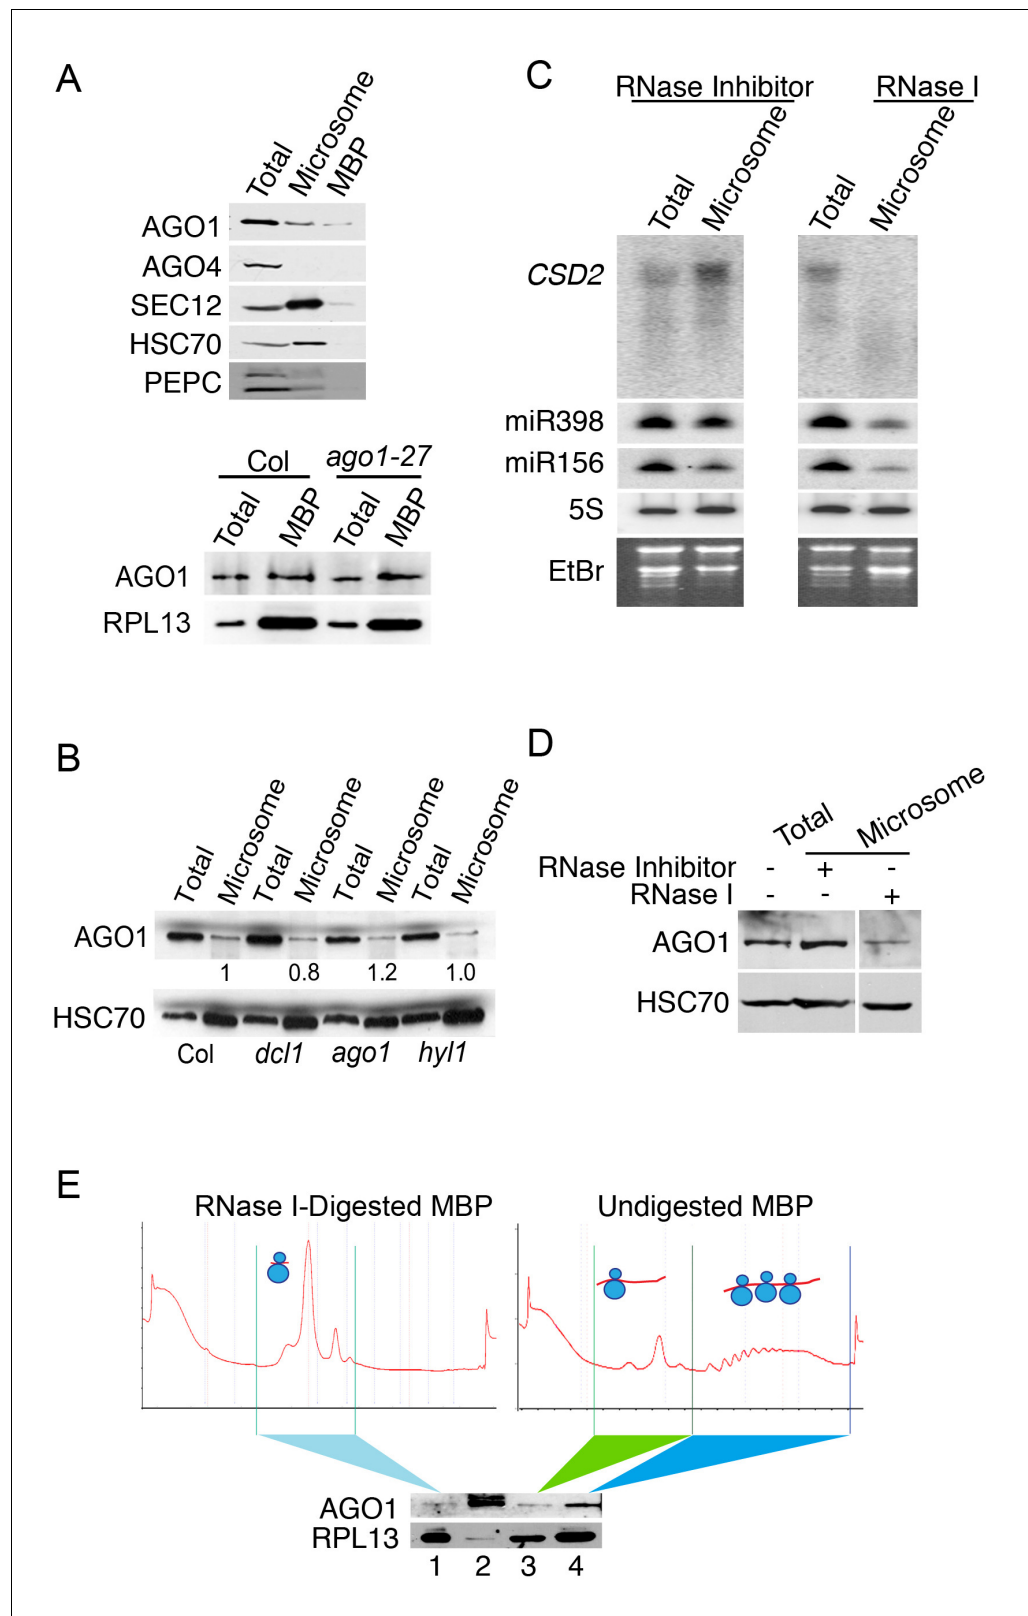 A
Total
Microsome
MBP
AGO1
AGO4
SEC12
HSC70
PEPC
Col
ago1-27
Total
MBP
Total
MBP
AGO1
RPL13
B
Total
Microsome
Total
Microsome
Total
Microsome
Total
Microsome
AGO1
1 0.8 1.2 1.0
HSC70
Col dcl1 ago1 hyl1
C
RNase Inhibitor
RNase I
Total
Microsome
Total
Microsome
CSD2
miR398
miR156
5S
EtBr
D
Total
Microsome
RNase Inhibitor - + -
RNase I - - +
AGO1
HSC70
E
RNase I-Digested MBP
Undigested MBP
AGO1
RPL13
1 2 3 4